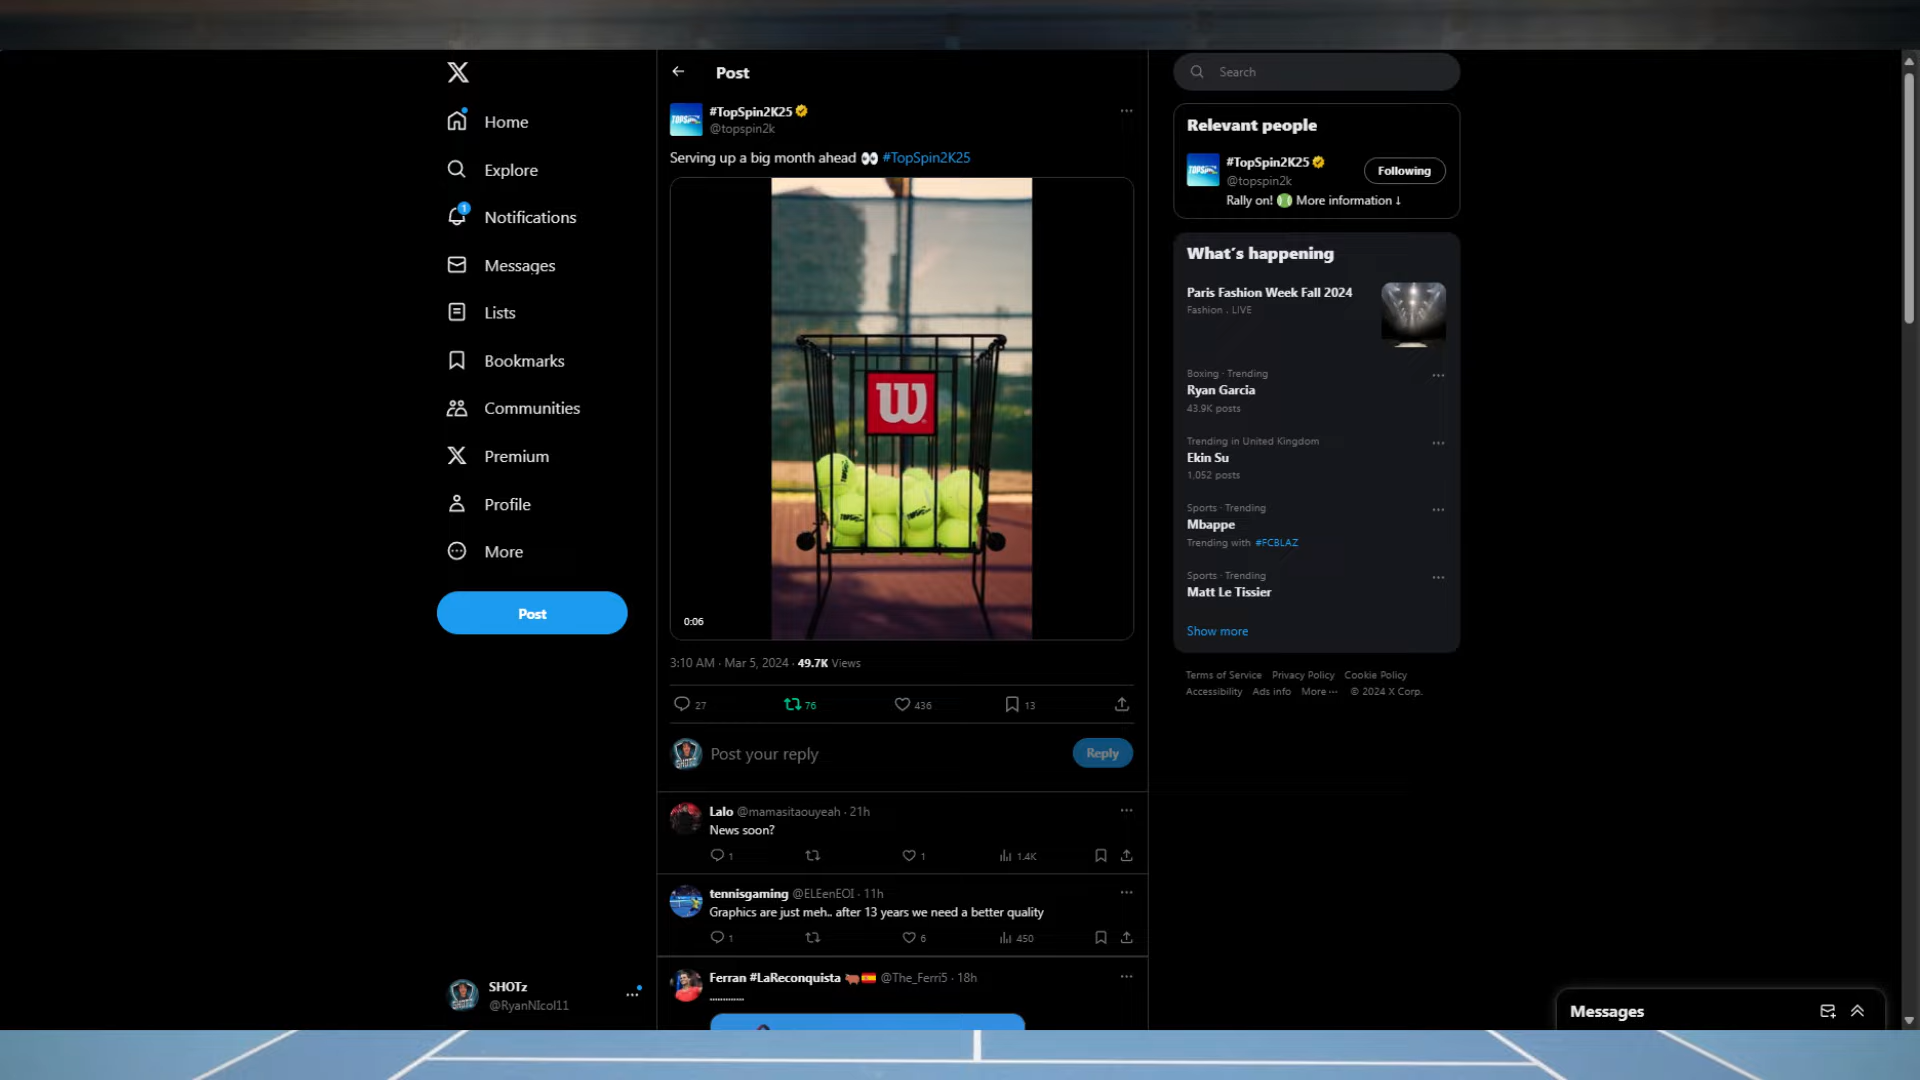 Home
Explore
1
Notifications
Messages
Lists
Bookmarks
Communities
Premium
Profile
More
Post
SHOTz
@RyanNIcol11
Post
#TopSpin2K25
@topspin2k
Serving up a big month ahead 👀 #TopSpin2K25
W
0:06
3:10 AM · Mar 5, 2024 · 49.7K Views
27 76 436 13
Post your reply
Reply
Lalo @mamasitaouyeah · 21h
News soon?
1 1 1.4K
tennisgaming @ELEenEOI · 11h
Graphics are just meh.. after 13 years we need a better quality
1 6 450
Ferran #LaReconquista 🐂🇪🇸 @The_Ferri5 · 18h
.............
Search
Relevant people
#TopSpin2K25
@topspin2k
Following
Rally on! 🎾 More information ↓
What's happening
Paris Fashion Week Fall 2024
Fashion . LIVE
Boxing · Trending
Ryan Garcia
43.9K posts
Trending in United Kingdom
Ekin Su
1,052 posts
Sports · Trending
Mbappe
Trending with #FCBLAZ
Sports · Trending
Matt Le Tissier
Show more
Terms of Service Privacy Policy Cookie Policy
Accessibility Ads info More ··· © 2024 X Corp.
Messages